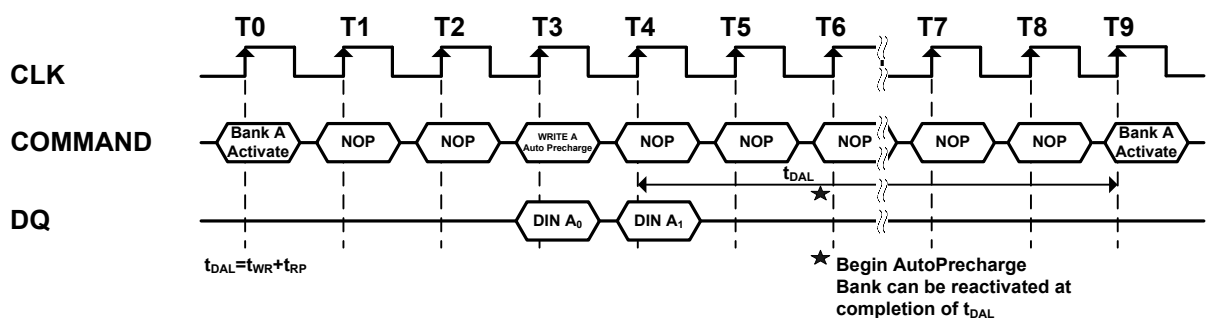 T0 T1 T2 T3 T4 T5 T6 T7 T8 T9
CLK
COMMAND
Bank A
Activate
NOP
NOP
WRITE A
Auto Precharge
NOP
NOP
NOP
NOP
NOP
Bank A
Activate
tDAL
DQ
DIN A0
DIN A1
tDAL=tWR+tRP
★ Begin AutoPrecharge
Bank can be reactivated at
completion of tDAL